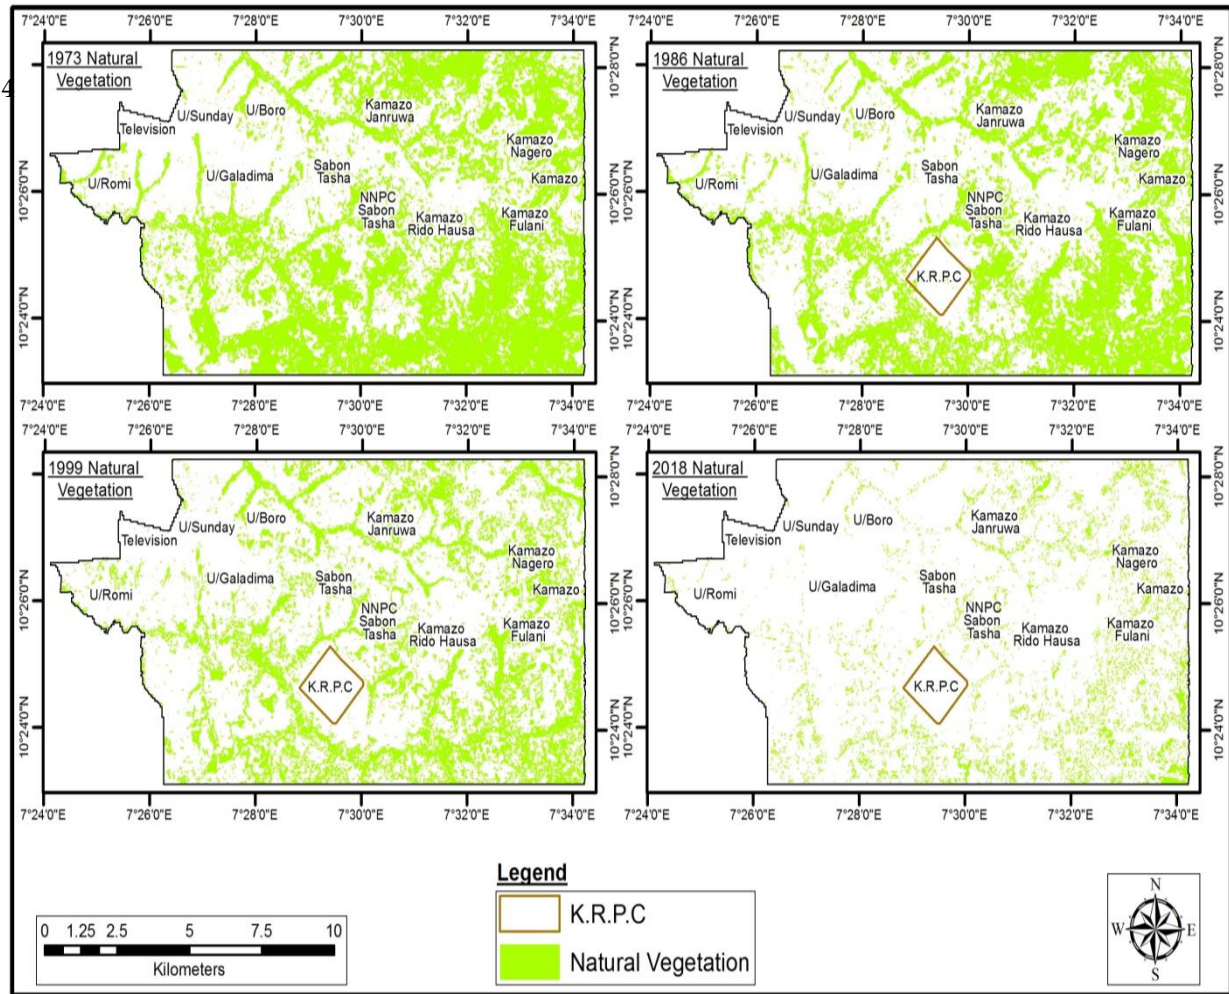 7°24'0"E 7°26'0"E 7°28'0"E 7°30'0"E 7°32'0"E 7°34'0"E
7°24'0"E 7°26'0"E 7°28'0"E 7°30'0"E 7°32'0"E 7°34'0"E
4
1973 Natural
Vegetation
10°28'0"N
10°26'0"N
10°26'0"N
10°24'0"N
10°24'0"N
Television
U/Sunday
U/Boro
Kamazo
Janruwa
Kamazo
Nagero
U/Romi
U/Galadima
Sabon
Tasha
Kamazo
NNPC
Sabon
Tasha
Kamazo
Rido Hausa
Kamazo
Fulani
1986 Natural
Vegetation
10°28'0"N
10°26'0"N
10°24'0"N
Television
U/Sunday
U/Boro
Kamazo
Janruwa
Kamazo
Nagero
U/Romi
U/Galadima
Sabon
Tasha
Kamazo
NNPC
Sabon
Tasha
Kamazo
Rido Hausa
Kamazo
Fulani
K.R.P.C
7°24'0"E 7°26'0"E 7°28'0"E 7°30'0"E 7°32'0"E 7°34'0"E
7°24'0"E 7°26'0"E 7°28'0"E 7°30'0"E 7°32'0"E 7°34'0"E
7°24'0"E 7°26'0"E 7°28'0"E 7°30'0"E 7°32'0"E 7°34'0"E
1999 Natural
Vegetation
10°28'0"N
10°26'0"N
10°26'0"N
10°24'0"N
10°24'0"N
Television
U/Sunday
U/Boro
Kamazo
Janruwa
Kamazo
Nagero
U/Romi
U/Galadima
Sabon
Tasha
Kamazo
NNPC
Sabon
Tasha
Kamazo
Rido Hausa
Kamazo
Fulani
K.R.P.C
2018 Natural
Vegetation
10°28'0"N
10°26'0"N
10°24'0"N
Television
U/Sunday
U/Boro
Kamazo
Janruwa
Kamazo
Nagero
U/Romi
U/Galadima
Sabon
Tasha
Kamazo
NNPC
Sabon
Tasha
Kamazo
Rido Hausa
Kamazo
Fulani
K.R.P.C
7°24'0"E 7°26'0"E 7°28'0"E 7°30'0"E 7°32'0"E 7°34'0"E
7°24'0"E 7°26'0"E 7°28'0"E 7°30'0"E 7°32'0"E 7°34'0"E
Legend
K.R.P.C
Natural Vegetation
0 1.25 2.5 5 7.5 10
Kilometers
N
W E
S